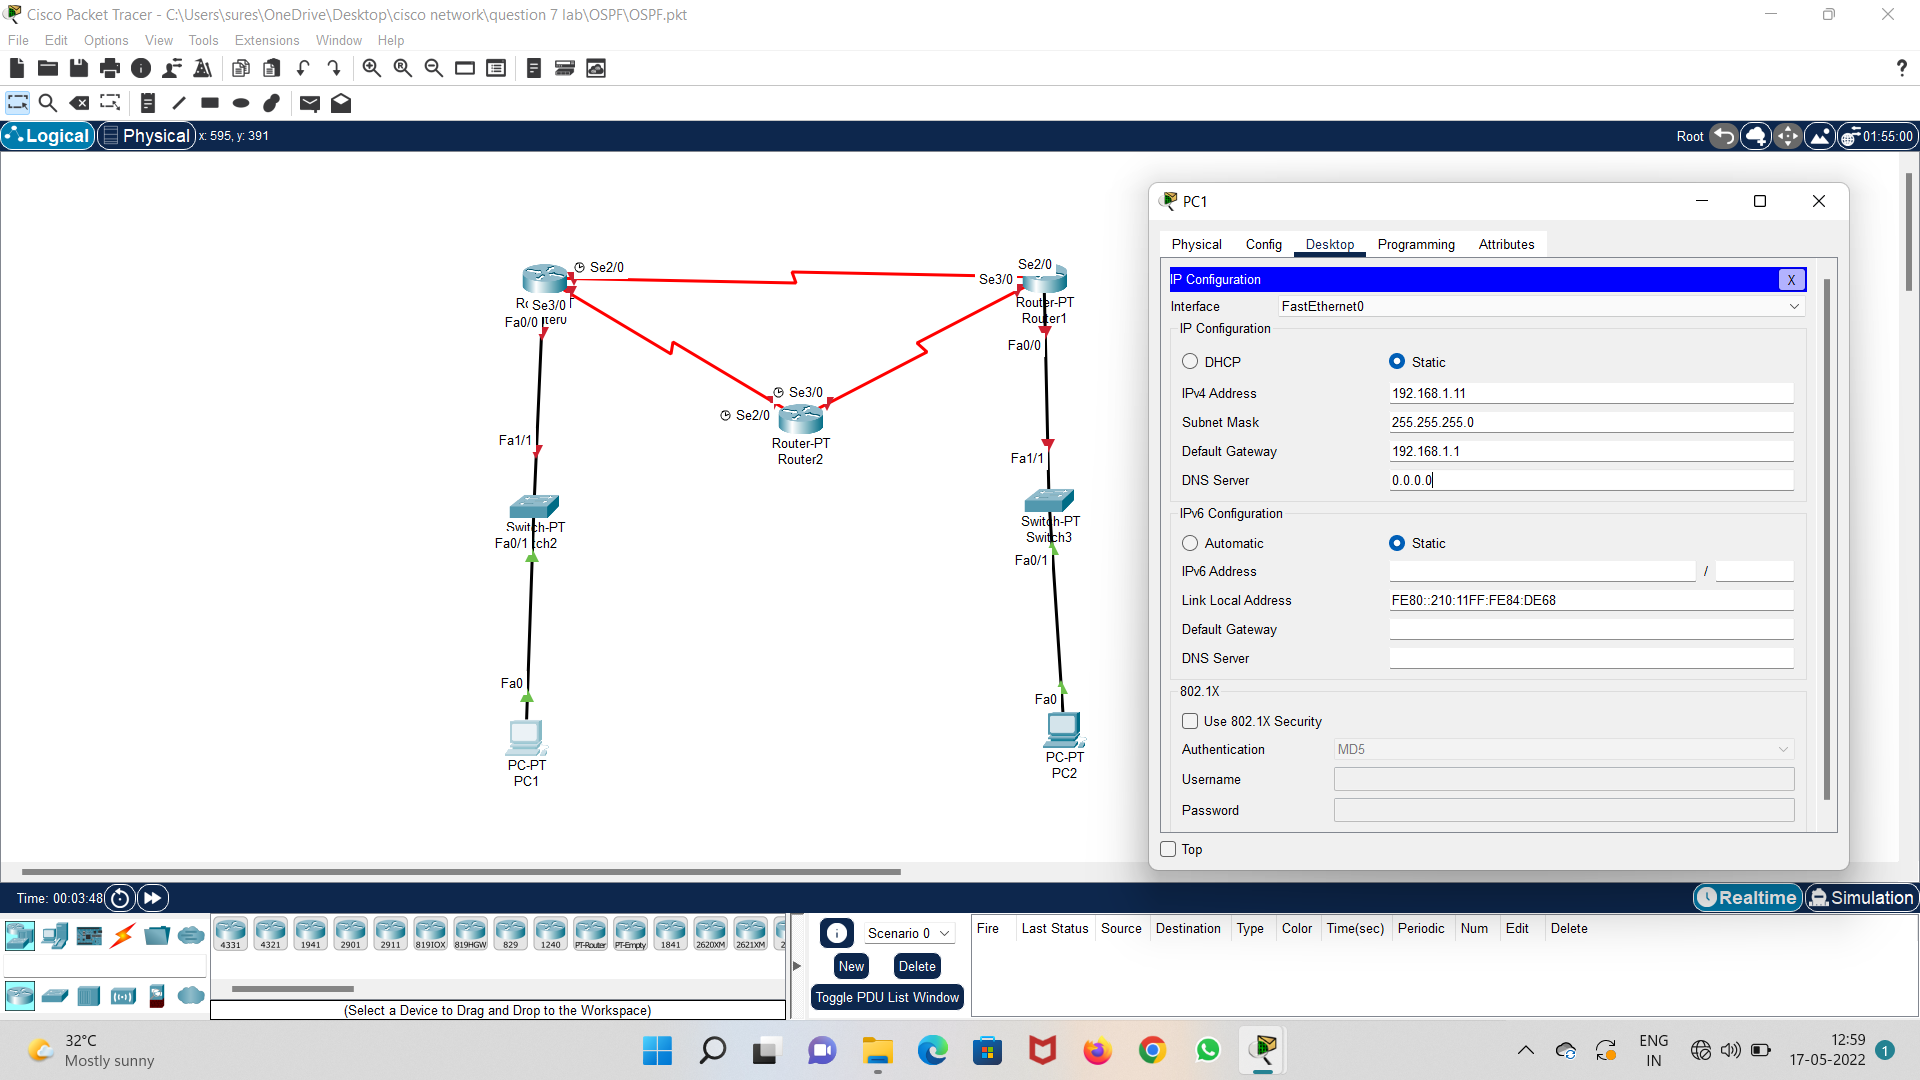 Cisco Packet Tracer - C:\Users\sures\OneDrive\Desktop\cisco network\question 7 lab\OSPF\OSPF.pkt
File Edit Options View Tools Extensions Window Help
?
Logical Physical x: 595, y: 391
Root 01:55:00
Se2/0
Se3/0
Fa0/0
Fa1/1
Switch-PT
Fa0/1 tch2
Fa0
PC-PT
PC1
Se3/0
Se2/0
Router-PT
Router2
Se2/0
Se3/0
Router-PT
Router1
Fa0/0
Fa1/1
Switch-PT
Switch3
Fa0/1
Fa0
PC-PT
PC2
PC1
Physical Config Desktop Programming Attributes
IP Configuration X
Interface FastEthernet0
IP Configuration
DHCP Static
IPv4 Address 192.168.1.11
Subnet Mask 255.255.255.0
Default Gateway 192.168.1.1
DNS Server 0.0.0.0
IPv6 Configuration
Automatic Static
IPv6 Address /
Link Local Address FE80::210:11FF:FE84:DE68
Default Gateway
DNS Server
802.1X
Use 802.1X Security
Authentication MD5
Username
Password
Top
Time: 00:03:48
Realtime Simulation
4331 4321 1941 2901 2911 819IOX 819HGW 829 1240 PT-Router PT-Empty 1841 2620XM 2621XM 2
(Select a Device to Drag and Drop to the Workspace)
Scenario 0
New Delete
Toggle PDU List Window
Fire Last Status Source Destination Type Color Time(sec) Periodic Num Edit Delete
32°C
Mostly sunny
ENG
IN
12:59
17-05-2022
1